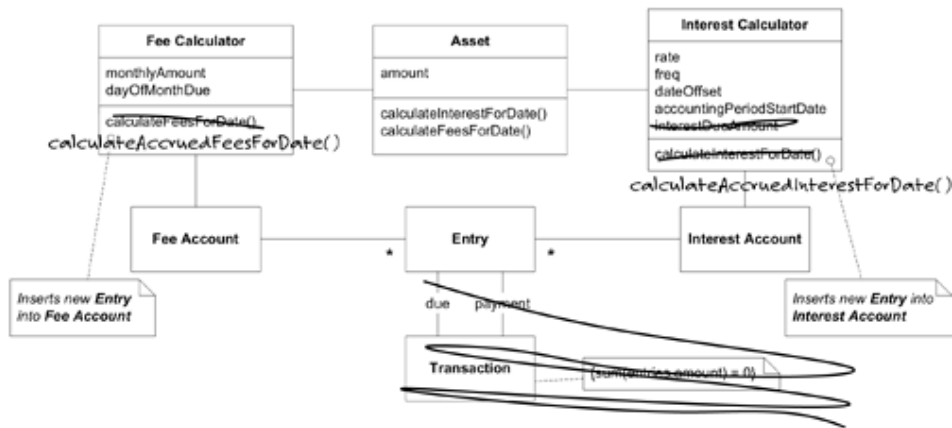 Fee Calculator
monthlyAmount
dayOfMonthDue
calculateFeesForDate()
calculateAccruedFeesForDate()
Asset
amount
calculateInterestForDate()
calculateFeesForDate()
Interest Calculator
rate
freq
dateOffset
accountingPeriodStartDate
interestDueAmount
calculateInterestForDate()
calculateAccruedInterestForDate()
Fee Account
*
Entry
*
Interest Account
Inserts new Entry
into Fee Account
due
payment
Inserts new Entry into
Interest Account
Transaction
{sum(entries.amount) = 0}